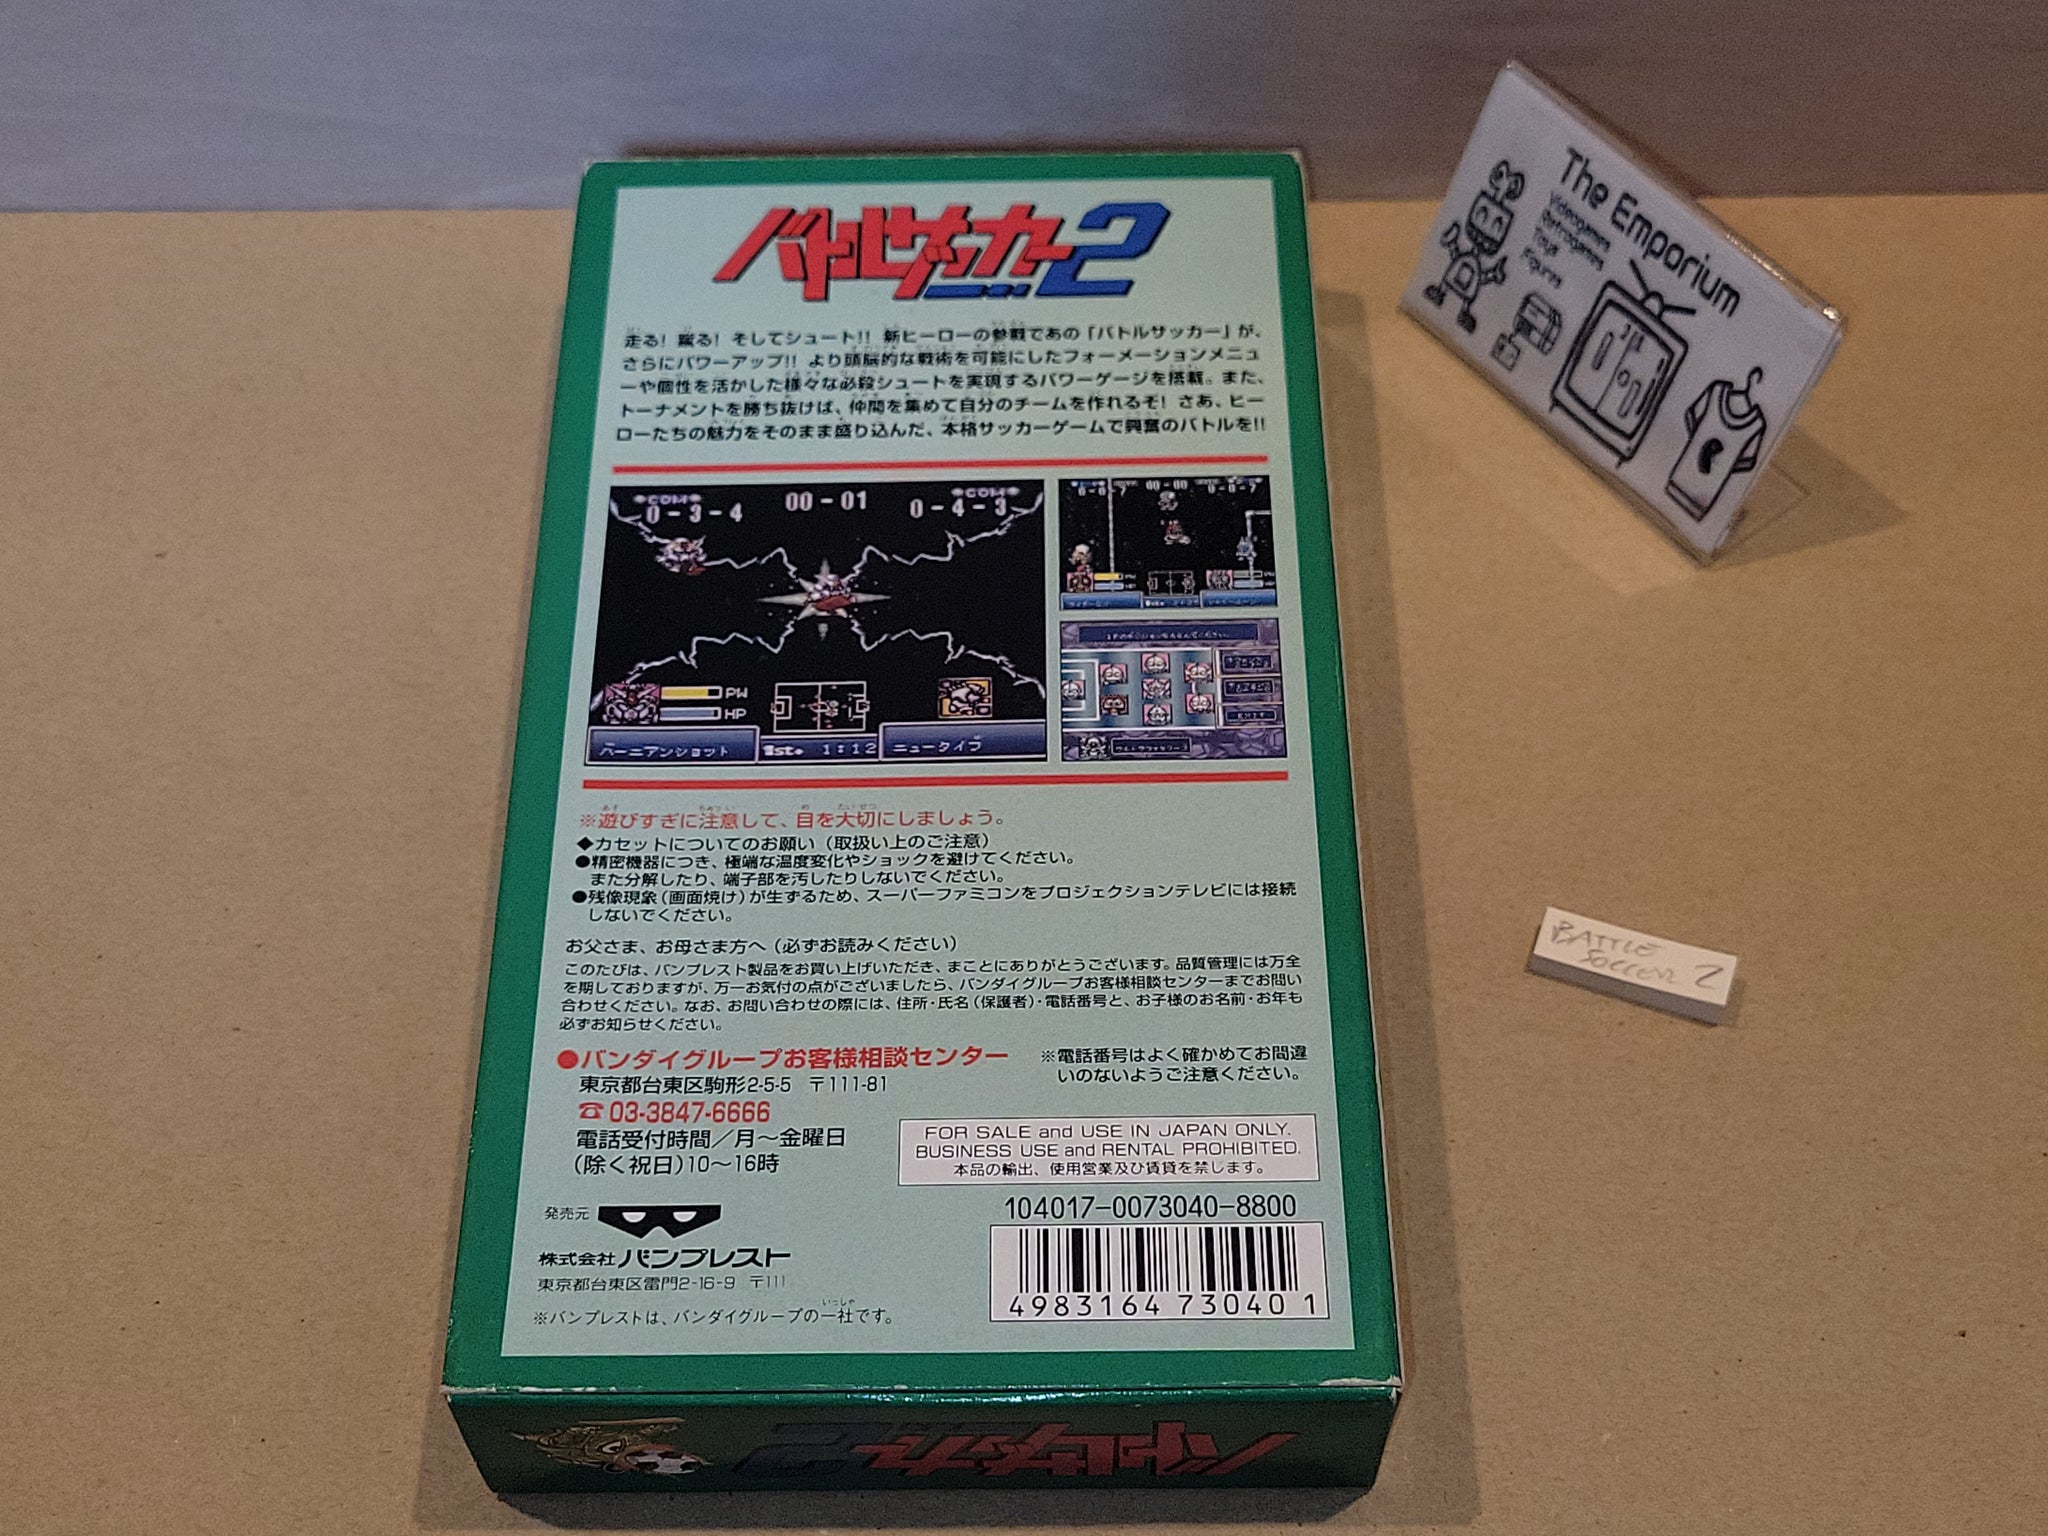 バトルサッカー2
走る! 蹴る! そしてシュート!! 新ヒーローの参戦であの「バトルサッカー」が、
さらにパワーアップ!! より頭脳的な戦術を可能にしたフォーメーションメニュ
ーや個性を活かした様々な必殺シュートを実現するパワーゲージを搭載。また、
トーナメントを勝ち抜けば、仲間を集めて自分のチームを作れるぞ! さあ、ヒー
ローたちの魅力をそのまま盛り込んだ、本格サッカーゲームで興奮のバトルを!!
COM 00-01 COM
0-3-4 0-4-3
PW
HP
バーニアンショット 1st. 1:12 ニュータイプ
00-00
0-0-7
EXIT
※遊びすぎに注意して、目を大切にしましょう。
◆カセットについてのお願い(取扱い上のご注意)
●精密機器につき、極端な温度変化やショックを避けてください。
また分解したり、端子部を汚したりしないでください。
●残像現象(画面焼け)が生ずるため、スーパーファミコンをプロジェクションテレビには接続
しないでください。
お父さま、お母さま方へ(必ずお読みください)
このたびは、バンプレスト製品をお買い上げいただき、まことにありがとうございます。品質管理には万全
を期しておりますが、万一お気付の点がございましたら、バンダイグループお客様相談センターまでお問い
合わせください。なお、お問い合わせの際には、住所・氏名(保護者)・電話番号と、お子様のお名前・お年も
必ずお知らせください。
●バンダイグループお客様相談センター
東京都台東区駒形2-5-5 〒111-81
☎03-3847-6666
電話受付時間/月~金曜日
(除く祝日)10~16時
※電話番号はよく確かめてお間違
いのないようご注意ください。
FOR SALE and USE IN JAPAN ONLY.
BUSINESS USE and RENTAL PROHIBITED.
本品の輸出、使用営業及び賃貸を禁じます。
発売元
株式会社バンプレスト
東京都台東区雷門2-16-9 〒111
※バンプレストは、バンダイグループの一社です。
104017-0073040-8800
4983164 730401
バトルサッカー2
The Emporium
Videogames
Retrogames
Toys
Figures
BATTLE
SOCCER 2